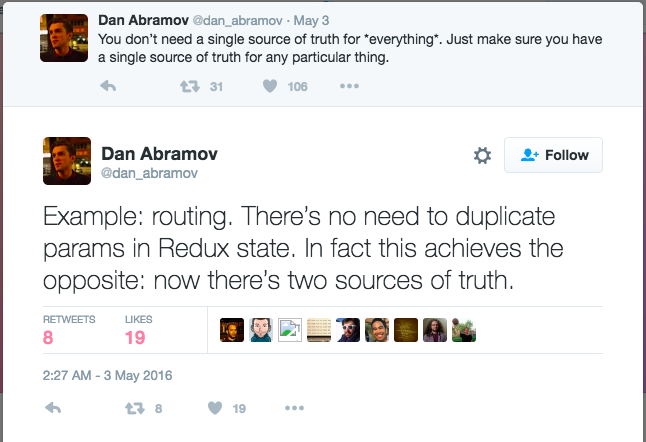 Dan Abramov @dan_abramov · May 3
You don't need a single source of truth for *everything*. Just make sure you have
a single source of truth for any particular thing.
31 106
Dan Abramov
@dan_abramov
Follow
Example: routing. There's no need to duplicate
params in Redux state. In fact this achieves the
opposite: now there's two sources of truth.
RETWEETS LIKES
8 19
2:27 AM - 3 May 2016
8 19